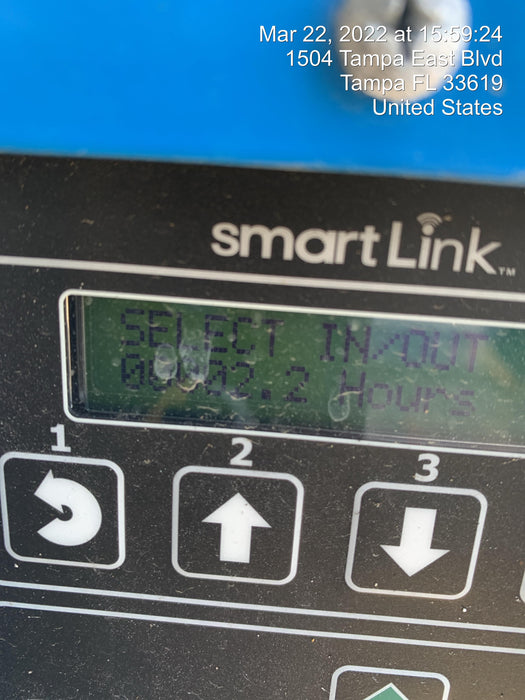 Mar 22, 2022 at 15:59:24
1504 Tampa East Blvd
Tampa FL 33619
United States
smartLink™
SELECT IN/OUT
Hours
1 2 3